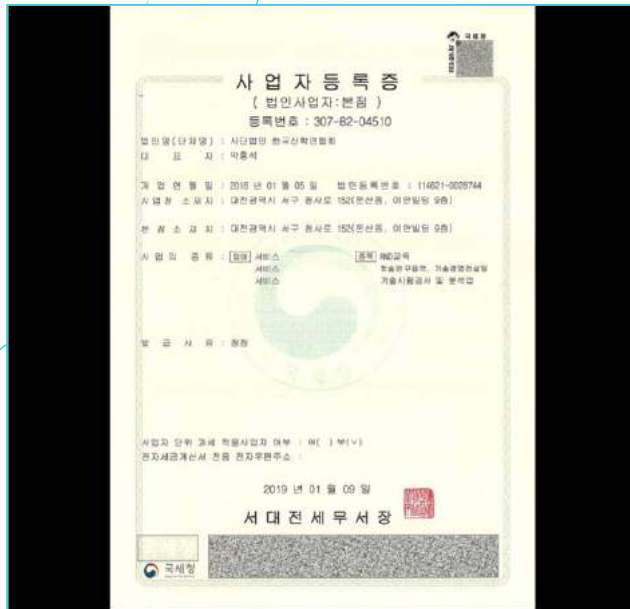 국세청
사업자등록증
( 법인사업자:본점 )
등록번호 : 307-82-04510
법인명(단체명) : 사단법인 한국산학연협회
대 표 자 : 박홍석
개 업 연 월 일 : 2016 년 01 월 05 일 법인등록번호 : 114621-0028744
사업장 소재지 : 대전광역시 서구 청사로 152(둔산동, 이안빌딩 9층)
본 점 소 재 지 : 대전광역시 서구 청사로 152(둔산동, 이안빌딩 9층)
사 업 의 종 류 : 업태 서비스 종목 R&D교육
서비스 학술연구용역, 기술경영컨설팅
서비스 기술시험검사 및 분석업
발 급 사 유 : 정정
사업자 단위 과세 적용사업자 여부 : 여( ) 부(∨)
전자세금계산서 전용 전자우편주소 :
2019 년 01 월 09 일
서대전세무서장
국세청